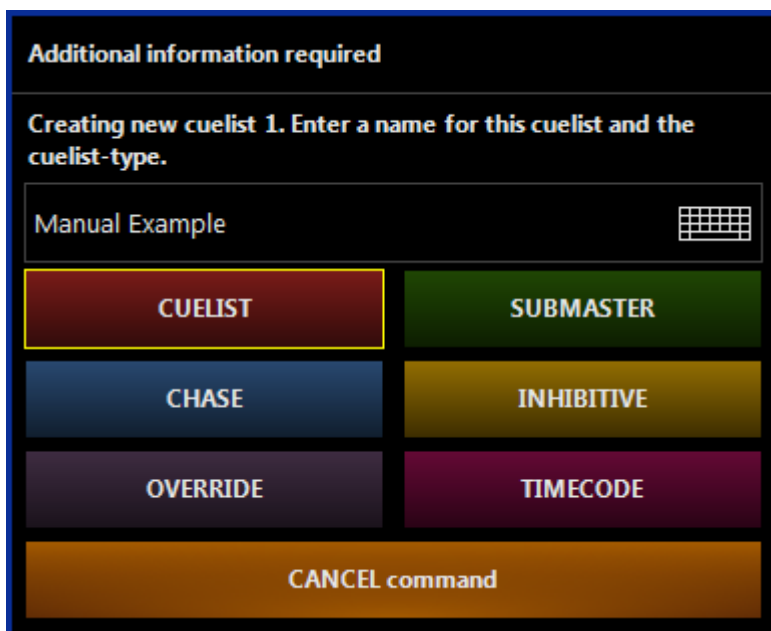 Additional information required
Creating new cuelist 1. Enter a name for this cuelist and the
cuelist-type.
Manual Example
CUELIST
SUBMASTER
CHASE
INHIBITIVE
OVERRIDE
TIMECODE
CANCEL command